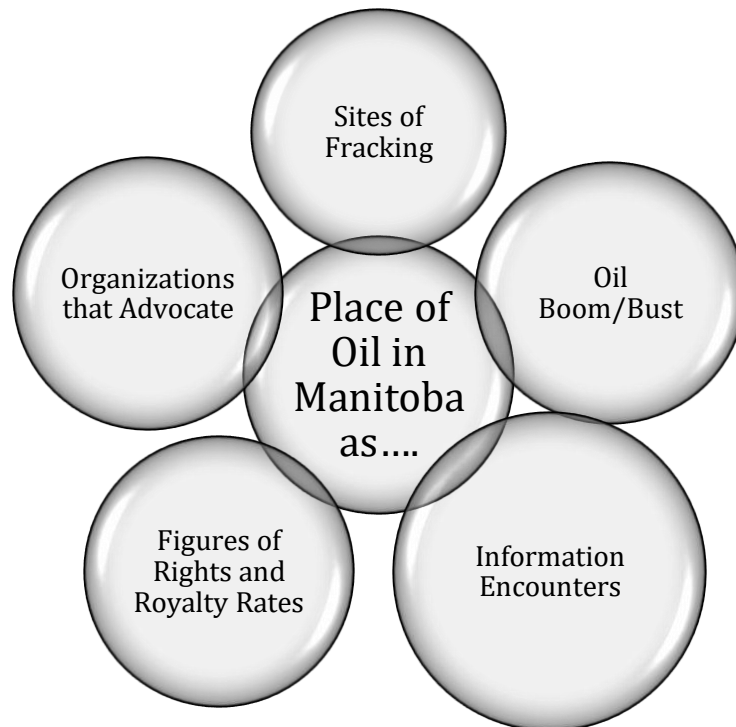 Sites of
Fracking
Organizations
that Advocate
Place of
Oil in
Manitoba
as....
Oil
Boom/Bust
Figures of
Rights and
Royalty Rates
Information
Encounters